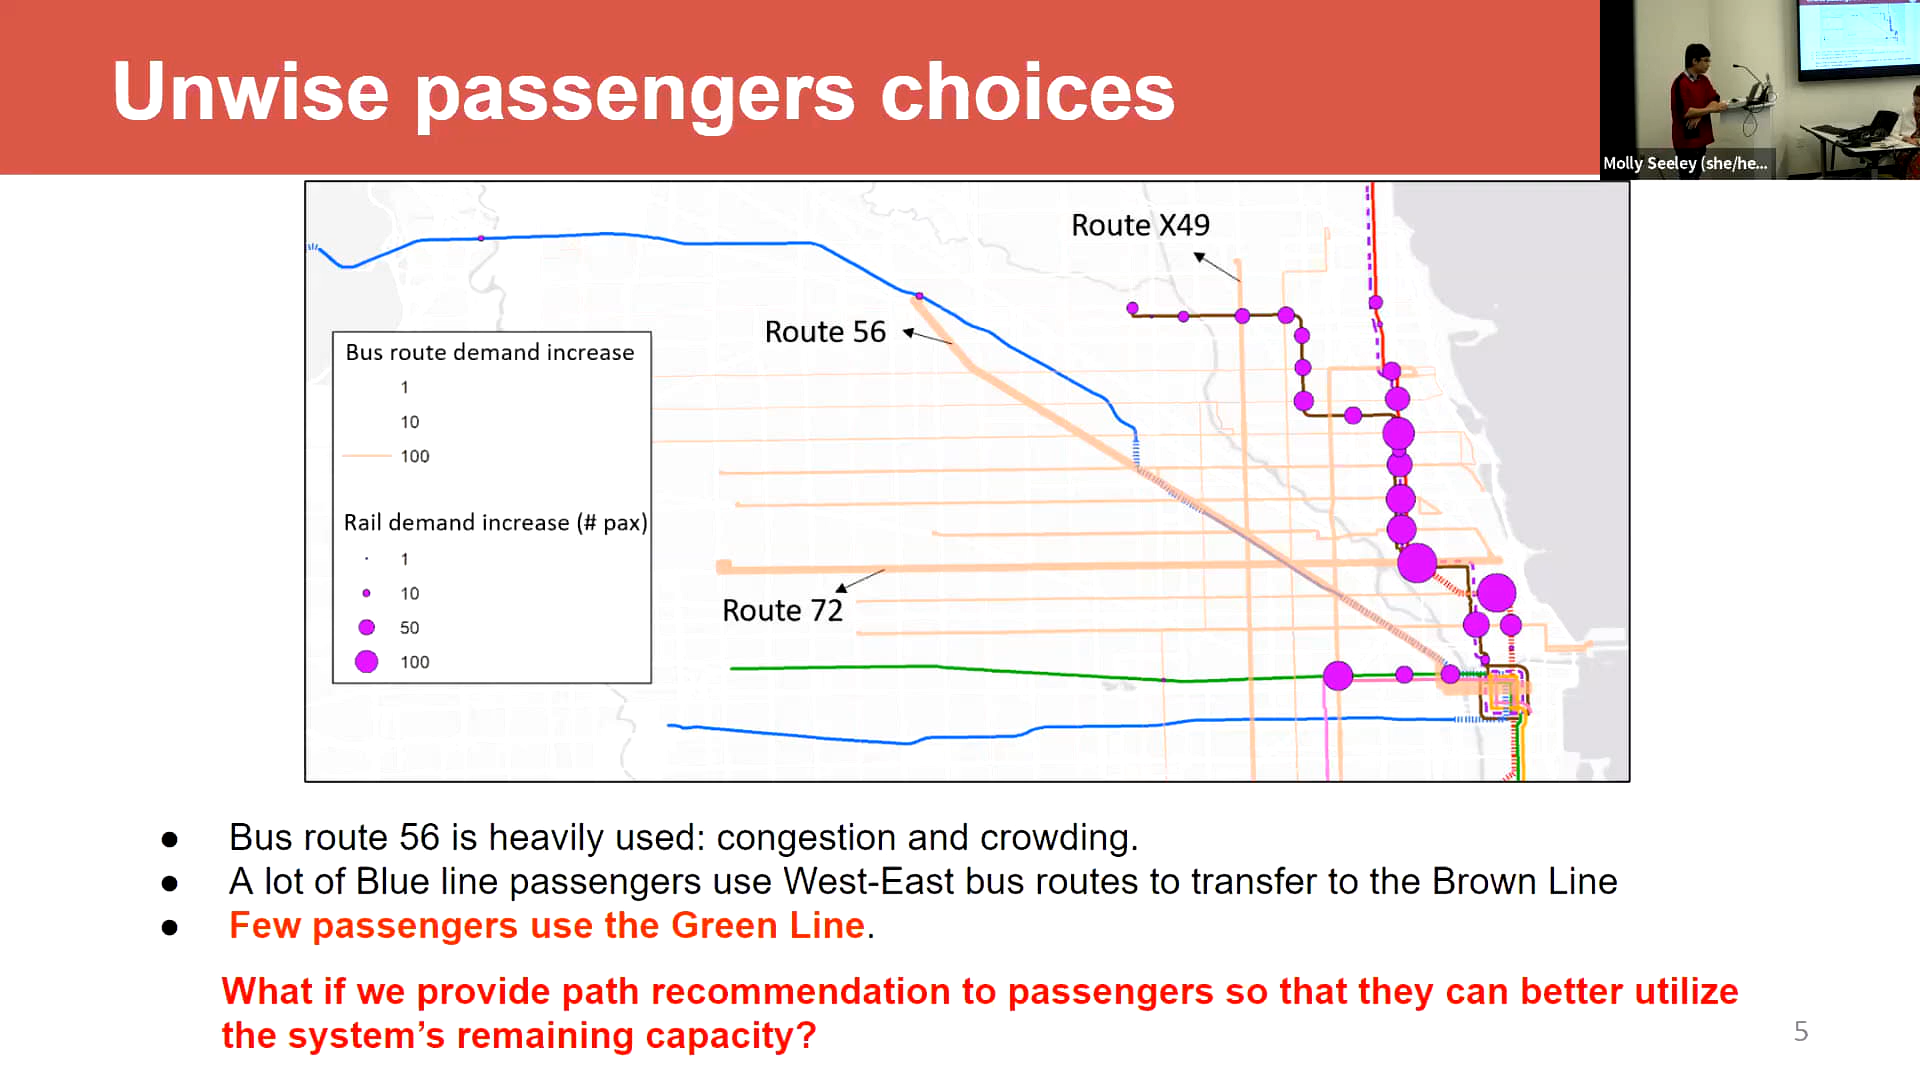 Unwise passengers choices
Molly Seeley (she/he...
Route X49
Route 56
Bus route demand increase
1
10
100
Rail demand increase (# pax)
1
10
50
100
Route 72
● Bus route 56 is heavily used: congestion and crowding.
● A lot of Blue line passengers use West-East bus routes to transfer to the Brown Line
● Few passengers use the Green Line.
What if we provide path recommendation to passengers so that they can better utilize
the system’s remaining capacity?
5